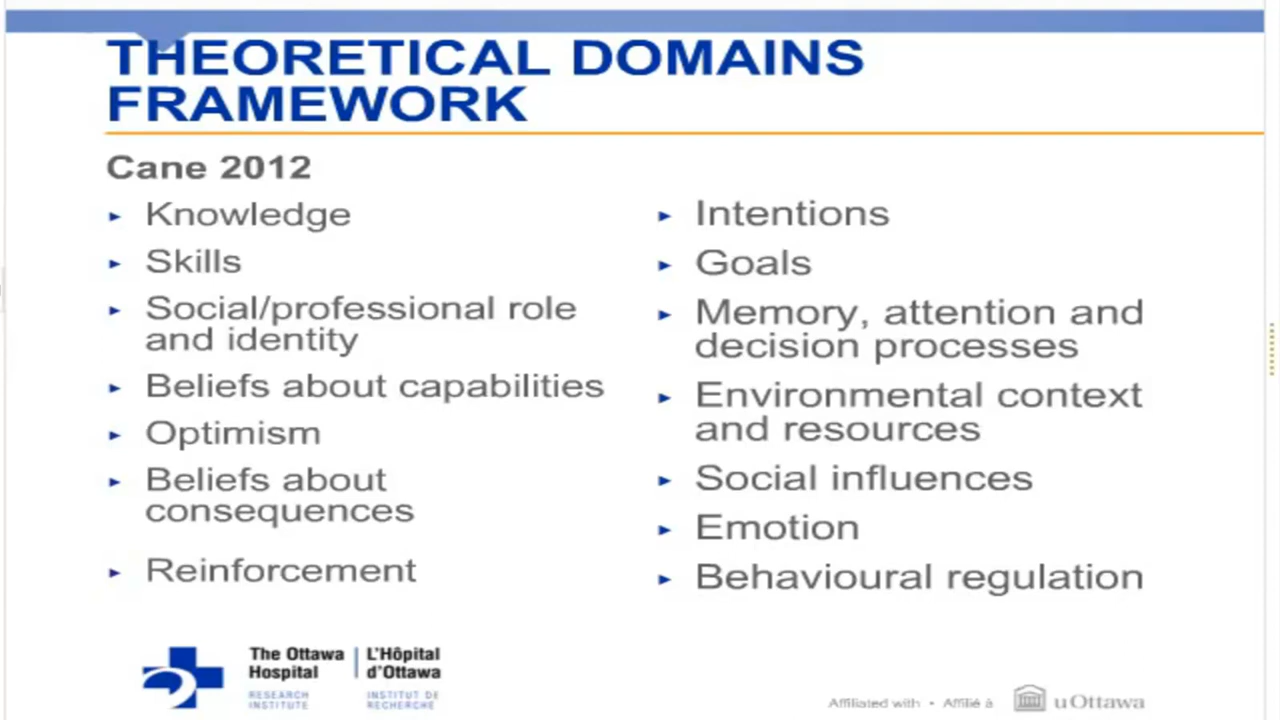 THEORETICAL DOMAINS
FRAMEWORK
Cane 2012
► Knowledge
► Skills
► Social/professional role
and identity
► Beliefs about capabilities
► Optimism
► Beliefs about
consequences
► Reinforcement
► Intentions
► Goals
► Memory, attention and
decision processes
► Environmental context
and resources
► Social influences
► Emotion
► Behavioural regulation
The Ottawa
Hospital
RESEARCH
INSTITUTE
L'Hôpital
d'Ottawa
INSTITUT DE
RECHERCHE
Affiliated with • Affilié à
uOttawa